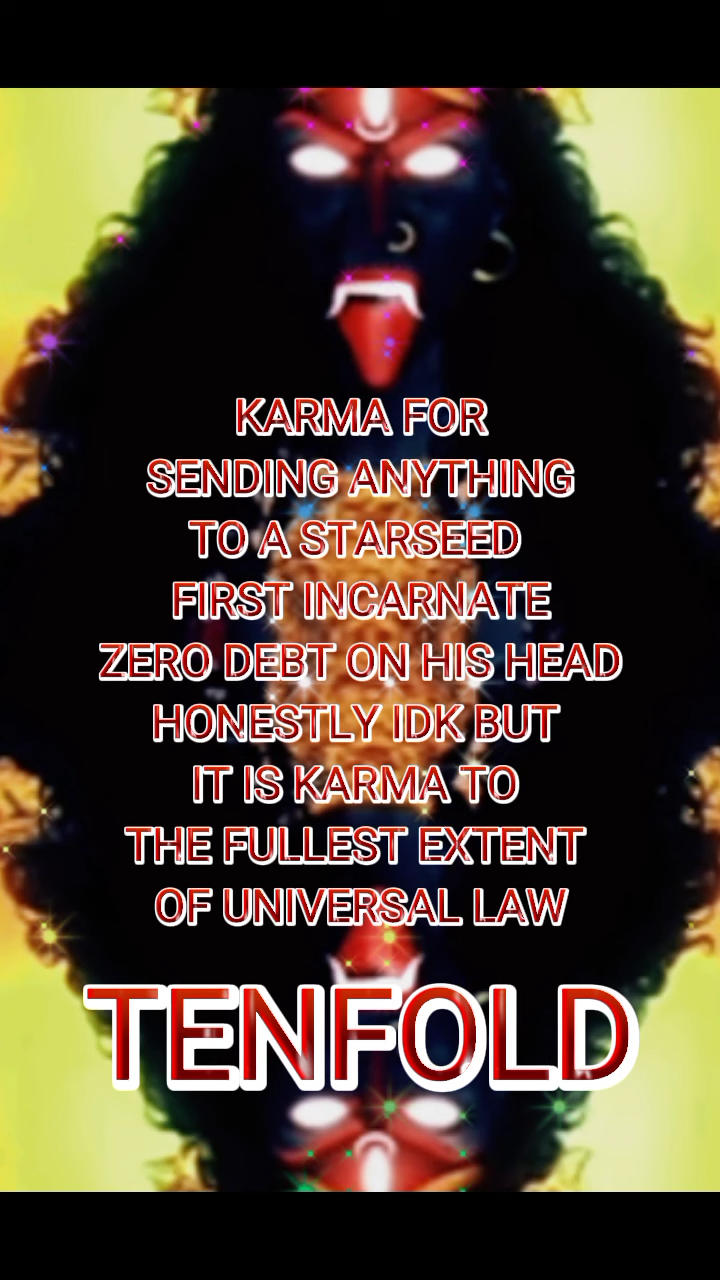 KARMA FOR
SENDING ANYTHING
TO A STARSEED
FIRST INCARNATE
ZERO DEBT ON HIS HEAD
HONESTLY IDK BUT
IT IS KARMA TO
THE FULLEST EXTENT
OF UNIVERSAL LAW
TENFOLD